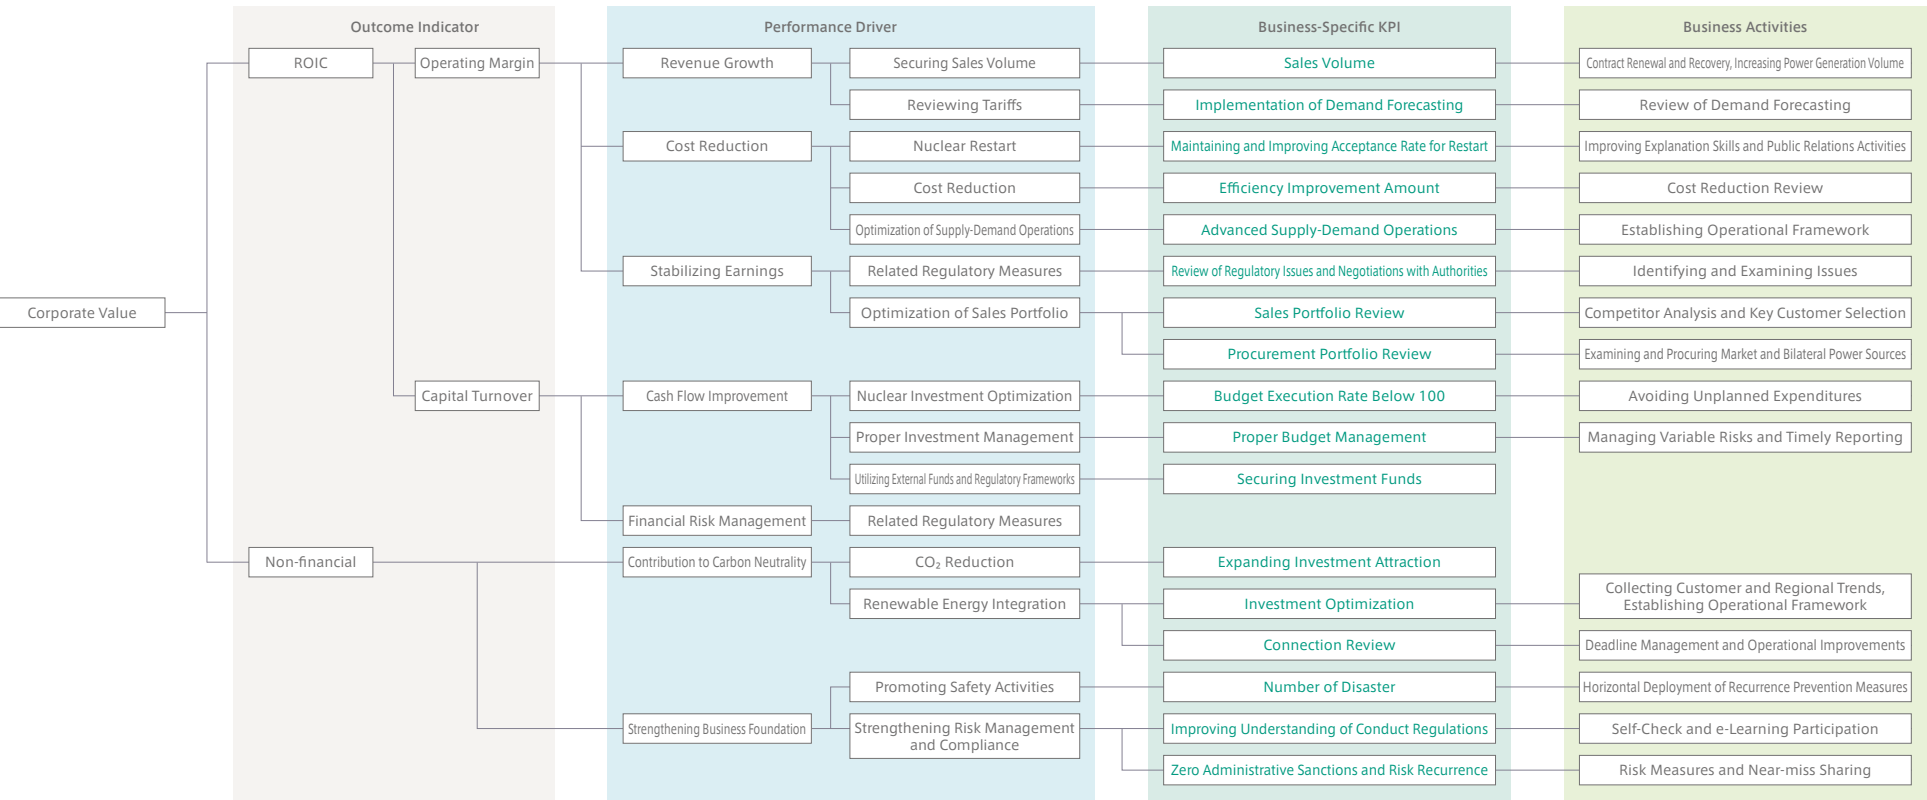 Outcome Indicator
Performance Driver
Business-Specific KPI
Business Activities
ROIC
Operating Margin
Revenue Growth
Securing Sales Volume
Sales Volume
Contract Renewal and Recovery, Increasing Power Generation Volume
Reviewing Tariffs
Implementation of Demand Forecasting
Review of Demand Forecasting
Cost Reduction
Nuclear Restart
Maintaining and Improving Acceptance Rate for Restart
Improving Explanation Skills and Public Relations Activities
Cost Reduction
Efficiency Improvement Amount
Cost Reduction Review
Optimization of Supply-Demand Operations
Advanced Supply-Demand Operations
Establishing Operational Framework
Stabilizing Earnings
Related Regulatory Measures
Review of Regulatory Issues and Negotiations with Authorities
Identifying and Examining Issues
Corporate Value
Optimization of Sales Portfolio
Sales Portfolio Review
Competitor Analysis and Key Customer Selection
Procurement Portfolio Review
Examining and Procuring Market and Bilateral Power Sources
Capital Turnover
Cash Flow Improvement
Nuclear Investment Optimization
Budget Execution Rate Below 100
Avoiding Unplanned Expenditures
Proper Investment Management
Proper Budget Management
Managing Variable Risks and Timely Reporting
Utilizing External Funds and Regulatory Frameworks
Securing Investment Funds
Financial Risk Management
Related Regulatory Measures
Non-financial
Contribution to Carbon Neutrality
CO₂ Reduction
Expanding Investment Attraction
Renewable Energy Integration
Investment Optimization
Collecting Customer and Regional Trends,
Establishing Operational Framework
Connection Review
Deadline Management and Operational Improvements
Promoting Safety Activities
Number of Disaster
Horizontal Deployment of Recurrence Prevention Measures
Strengthening Business Foundation
Strengthening Risk Management
and Compliance
Improving Understanding of Conduct Regulations
Self-Check and e-Learning Participation
Zero Administrative Sanctions and Risk Recurrence
Risk Measures and Near-miss Sharing